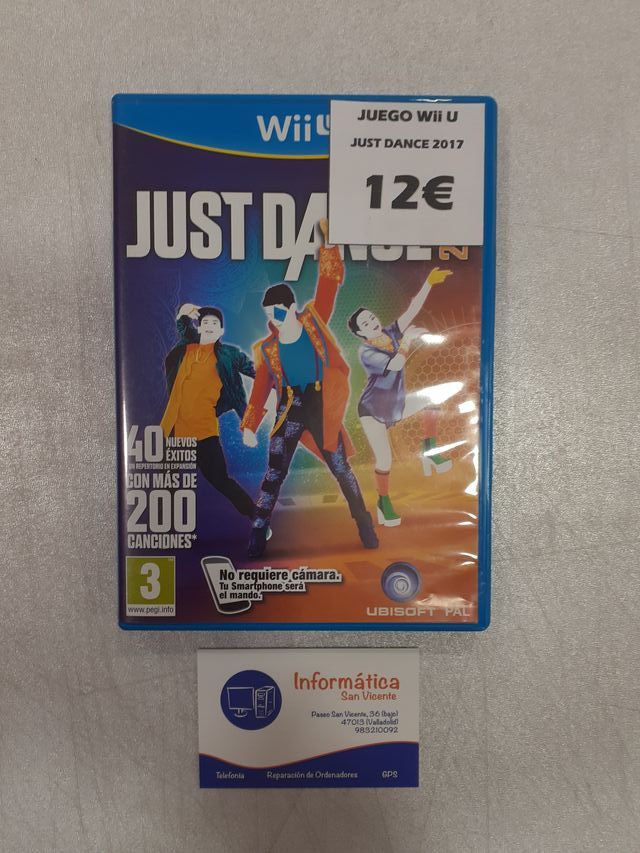 Wii U
JUEGO Wii U
JUST DANCE 2017
12€
JUST DANCE 2
40 NUEVOS
ÉXITOS
UN REPERTORIO EN EXPANSIÓN
CON MÁS DE
200
CANCIONES*
3
www.pegi.info
No requiere cámara.
Tu Smartphone será
el mando.
UBISOFT PAL
Informática
San Vicente
Paseo San Vicente, 36 (bajo)
47013 (Valladolid)
983210092
Telefonía Reparación de Ordenadores GPS